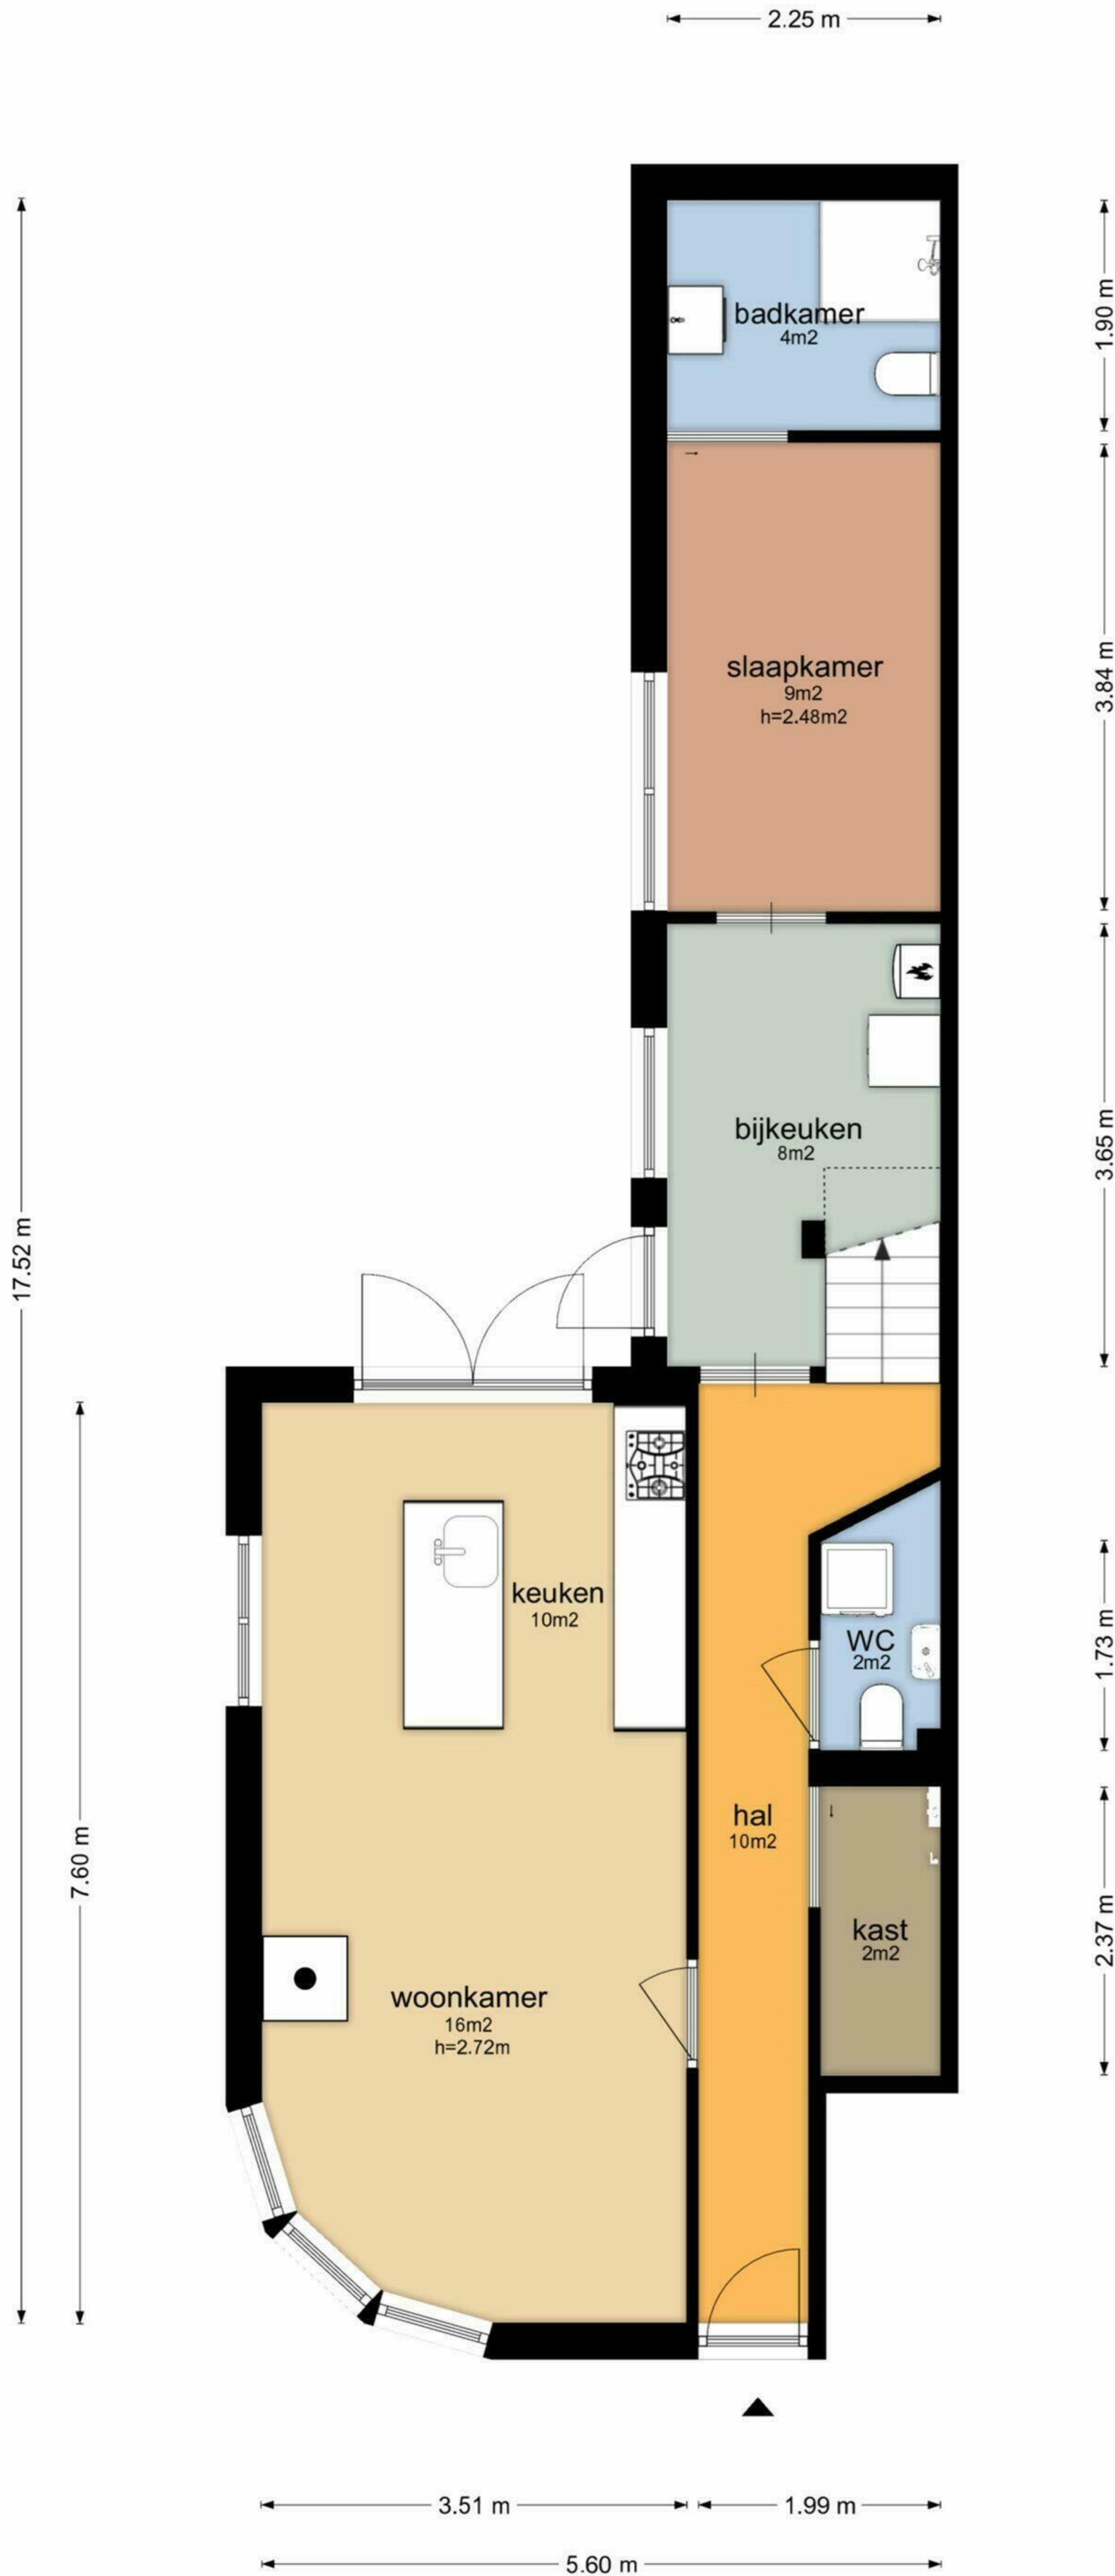 2.25 m
badkamer
4m2
1.90 m
slaapkamer
9m2
h=2.48m2
3.84 m
bijkeuken
8m2
3.65 m
17.52 m
keuken
10m2
WC
2m2
1.73 m
hal
10m2
7.60 m
kast
2m2
2.37 m
woonkamer
16m2
h=2.72m
3.51 m
1.99 m
5.60 m